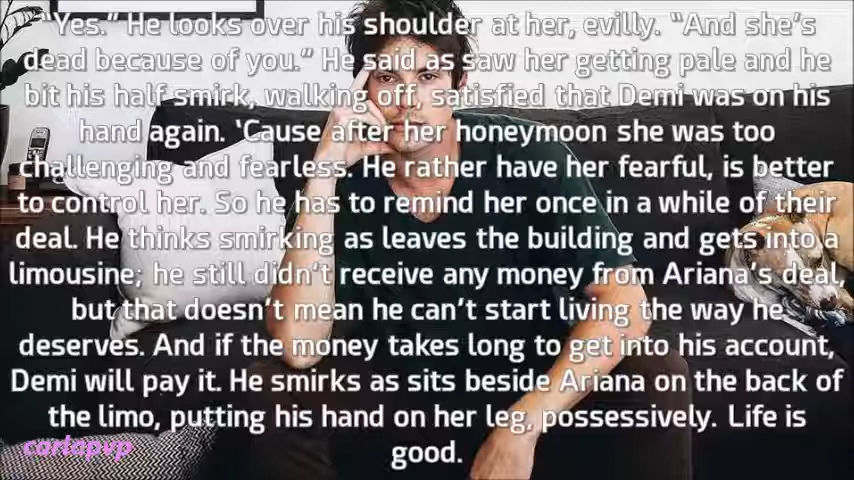 “Yes.” He looks over his shoulder at her, evilly. “And she’s
dead because of you.” He said as saw her getting pale and he
bit his half smirk, walking off, satisfied that Demi was on his
hand again. ‘Cause after her honeymoon she was too
challenging and fearless. He rather have her fearful, is better
to control her. So he has to remind her once in a while of their
deal. He thinks smirking as leaves the building and gets into a
limousine; he still didn’t receive any money from Ariana’s deal,
but that doesn’t mean he can’t start living the way he
deserves. And if the money takes long to get into his account,
Demi will pay it. He smirks as sits beside Ariana on the back of
the limo, putting his hand on her leg, possessively. Life is
good.
carlapvp